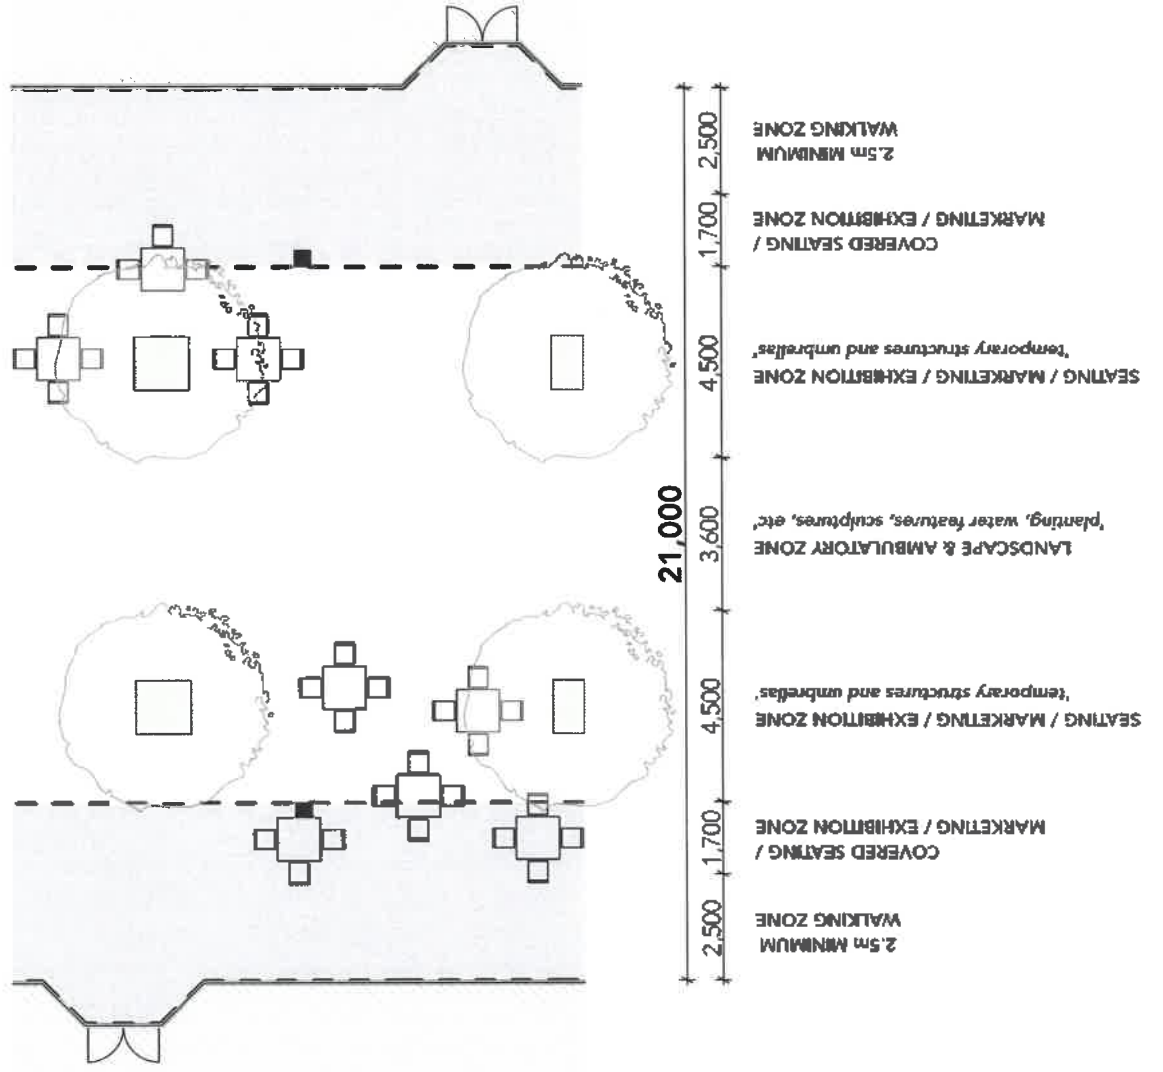 2.5m MINIMUM
WALKING ZONE
2,500
COVERED SEATING /
MARKETING / EXHIBITION ZONE
1,700
SEATING / MARKETING / EXHIBITION ZONE
'temporary structures and umbrellas'
4,500
LANDSCAPE & AMBULATORY ZONE
'planting, water features, sculptures, etc'
3,600
21,000
SEATING / MARKETING / EXHIBITION ZONE
'temporary structures and umbrellas'
4,500
COVERED SEATING /
MARKETING / EXHIBITION ZONE
1,700
2.5m MINIMUM
WALKING ZONE
2,500